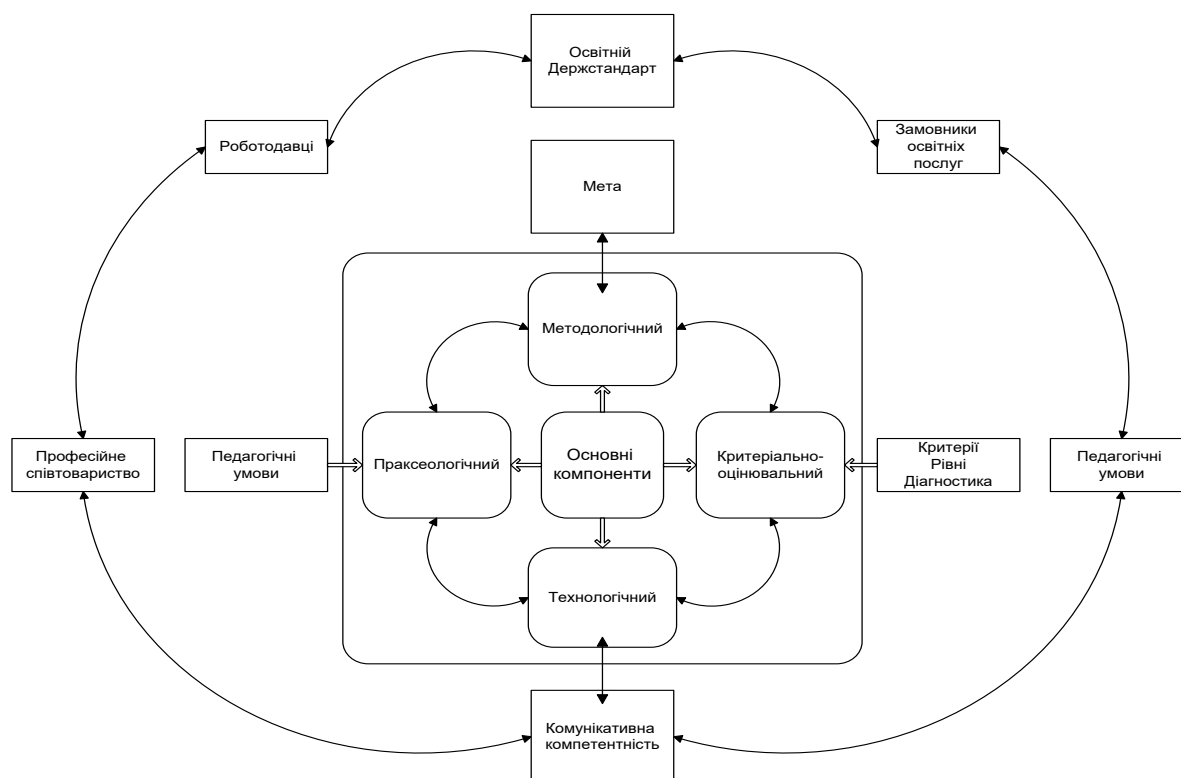 Освітній
Держстандарт
Роботодавці
Замовники
освітніх
послуг
Мета
Методологічний
Професійне
співтовариство
Педагогічні
умови
Праксеологічний
Основні
компоненти
Критеріально-
оцінювальний
Критерії
Рівні
Діагностика
Педагогічні
умови
Технологічний
Комунікативна
компетентність